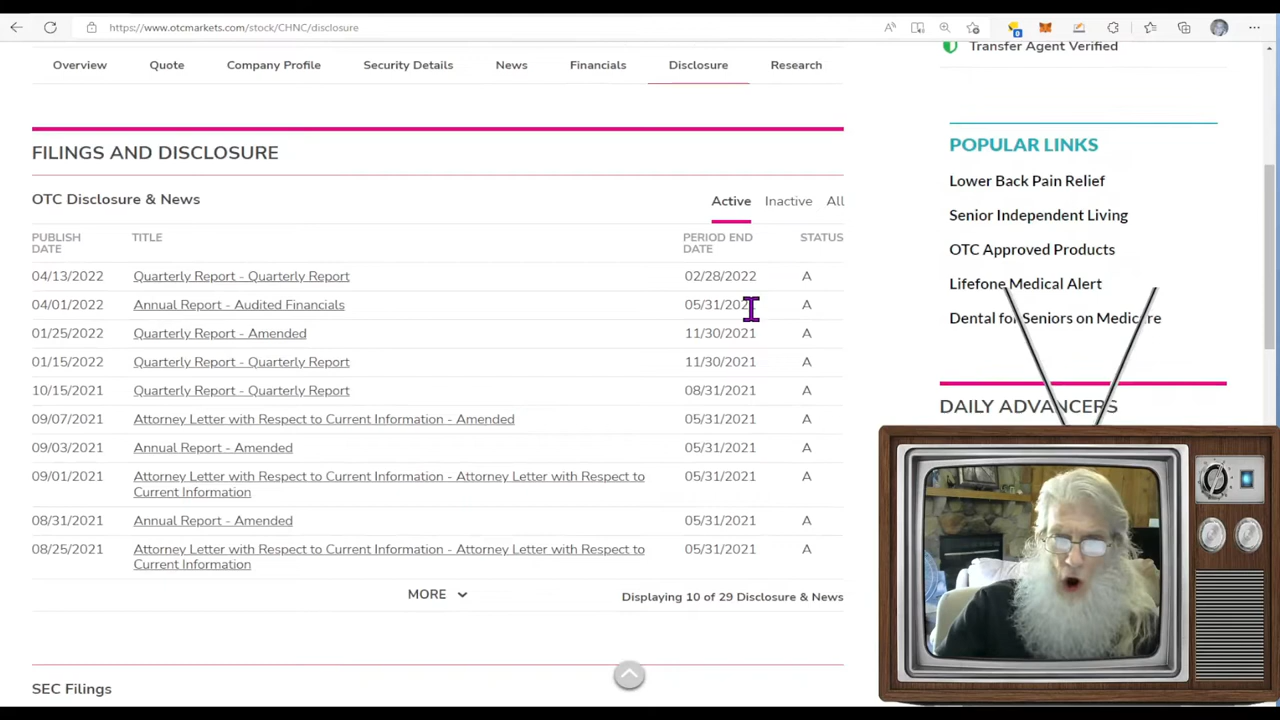 https://www.otcmarkets.com/stock/CHNC/disclosure
Transfer Agent Verified
Overview Quote Company Profile Security Details News Financials Disclosure Research
FILINGS AND DISCLOSURE
OTC Disclosure & News
Active Inactive All
PUBLISH DATE TITLE PERIOD END DATE STATUS
04/13/2022 Quarterly Report - Quarterly Report 02/28/2022 A
04/01/2022 Annual Report - Audited Financials 05/31/2021 A
01/25/2022 Quarterly Report - Amended 11/30/2021 A
01/15/2022 Quarterly Report - Quarterly Report 11/30/2021 A
10/15/2021 Quarterly Report - Quarterly Report 08/31/2021 A
09/07/2021 Attorney Letter with Respect to Current Information - Amended 05/31/2021 A
09/03/2021 Annual Report - Amended 05/31/2021 A
09/01/2021 Attorney Letter with Respect to Current Information - Attorney Letter with Respect to 05/31/2021 A
Current Information
08/31/2021 Annual Report - Amended 05/31/2021 A
08/25/2021 Attorney Letter with Respect to Current Information - Attorney Letter with Respect to 05/31/2021 A
Current Information
MORE
Displaying 10 of 29 Disclosure & News
SEC Filings
POPULAR LINKS
Lower Back Pain Relief
Senior Independent Living
OTC Approved Products
Lifefone Medical Alert
Dental for Seniors on Medicare
DAILY ADVANCERS